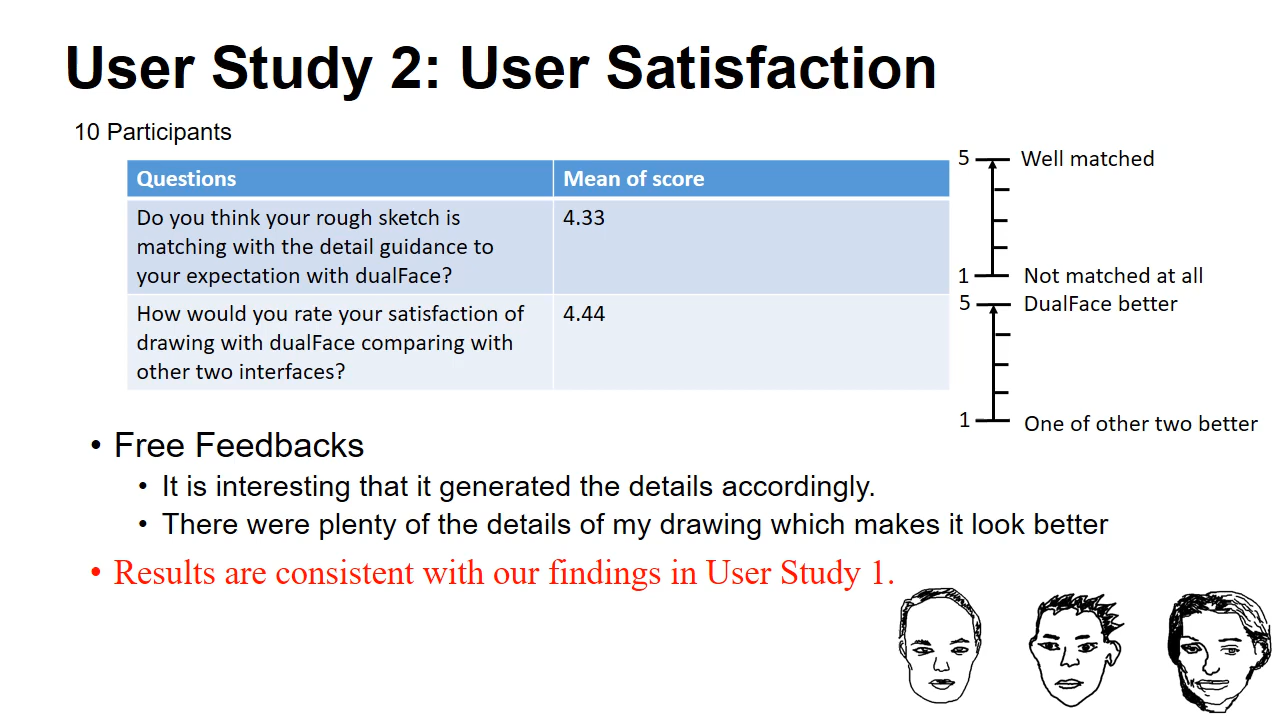 User Study 2: User Satisfaction
10 Participants
Questions
Mean of score
Do you think your rough sketch is
matching with the detail guidance to
your expectation with dualFace?
4.33
How would you rate your satisfaction of
drawing with dualFace comparing with
other two interfaces?
4.44
5
Well matched
1
Not matched at all
5
DualFace better
1
One of other two better
• Free Feedbacks
• It is interesting that it generated the details accordingly.
• There were plenty of the details of my drawing which makes it look better
• Results are consistent with our findings in User Study 1.